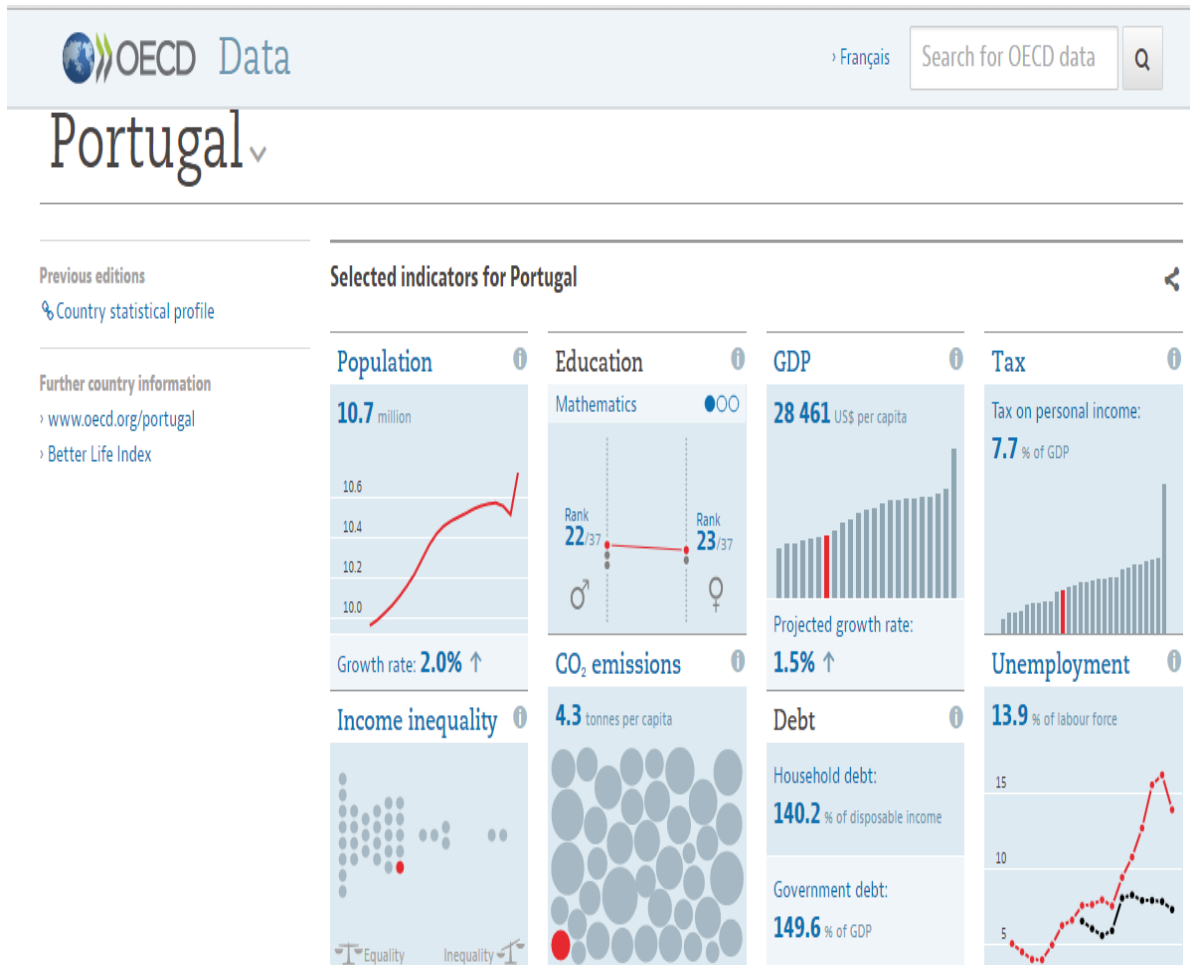 OECD Data
› Français
Search for OECD data
Portugal
Previous editions
Country statistical profile
Further country information
› www.oecd.org/portugal
› Better Life Index
Selected indicators for Portugal
Population
10.7 million
10.6
10.4
10.2
10.0
Growth rate: 2.0% ↑
Education
Mathematics
Rank
22/37
Rank
23/37
GDP
28 461 US$ per capita
Projected growth rate:
1.5% ↑
Tax
Tax on personal income:
7.7 % of GDP
Income inequality
Equality
Inequality
CO₂ emissions
4.3 tonnes per capita
Debt
Household debt:
140.2 % of disposable income
Government debt:
149.6 % of GDP
Unemployment
13.9 % of labour force
15
10
5